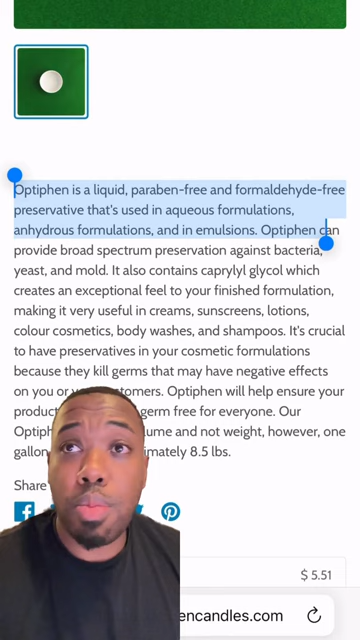 Optiphen is a liquid, paraben-free and formaldehyde-free
preservative that's used in aqueous formulations,
anhydrous formulations, and in emulsions. Optiphen can
provide broad spectrum preservation against bacteria,
yeast, and mold. It also contains caprylyl glycol which
creates an exceptional feel to your finished formulation,
making it very useful in creams, sunscreens, lotions,
colour cosmetics, body washes, and shampoos. It's crucial
to have preservatives in your cosmetic formulations
because they kill germs that may have negative effects
on you or customers. Optiphen will help ensure your
germ free for everyone. Our
and not weight, however, one
gallon 8.5 lbs.
Share
$ 5.51
encandles.com